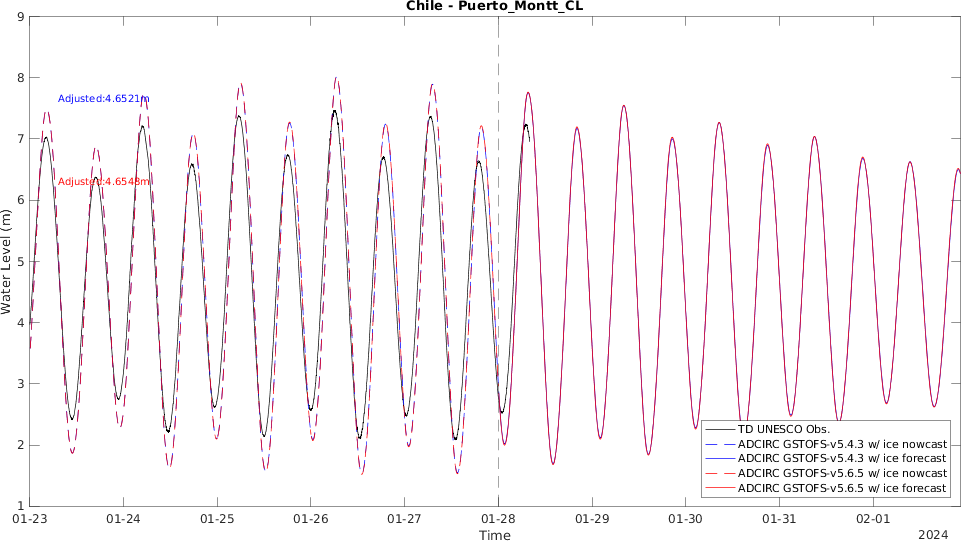 Chile - Puerto_Montt_CL
9
8
7
6
5
4
3
2
1
Water Level (m)
Adjusted:4.6521m
Adjusted:4.6548m
TD UNESCO Obs.
ADCIRC GSTOFS-v5.4.3 w/ ice nowcast
ADCIRC GSTOFS-v5.4.3 w/ ice forecast
ADCIRC GSTOFS-v5.6.5 w/ ice nowcast
ADCIRC GSTOFS-v5.6.5 w/ ice forecast
01-23 01-24 01-25 01-26 01-27 01-28 01-29 01-30 01-31 02-01
Time
2024